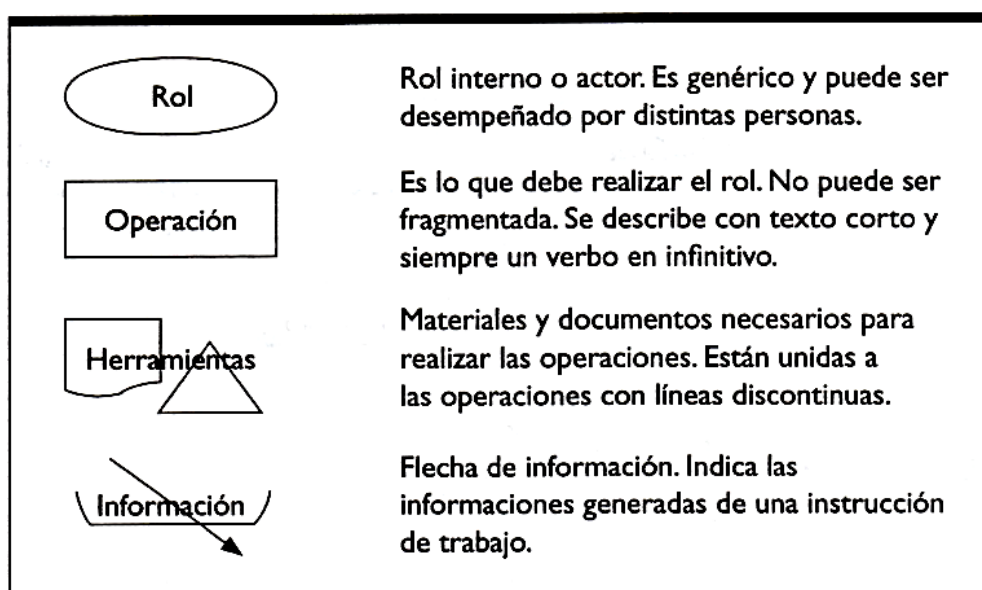 Rol
Rol interno o actor. Es genérico y puede ser
desempeñado por distintas personas.
Operación
Es lo que debe realizar el rol. No puede ser
fragmentada. Se describe con texto corto y
siempre un verbo en infinitivo.
Herramientas
Materiales y documentos necesarios para
realizar las operaciones. Están unidas a
las operaciones con líneas discontinuas.
Información
Flecha de información. Indica las
informaciones generadas de una instrucción
de trabajo.